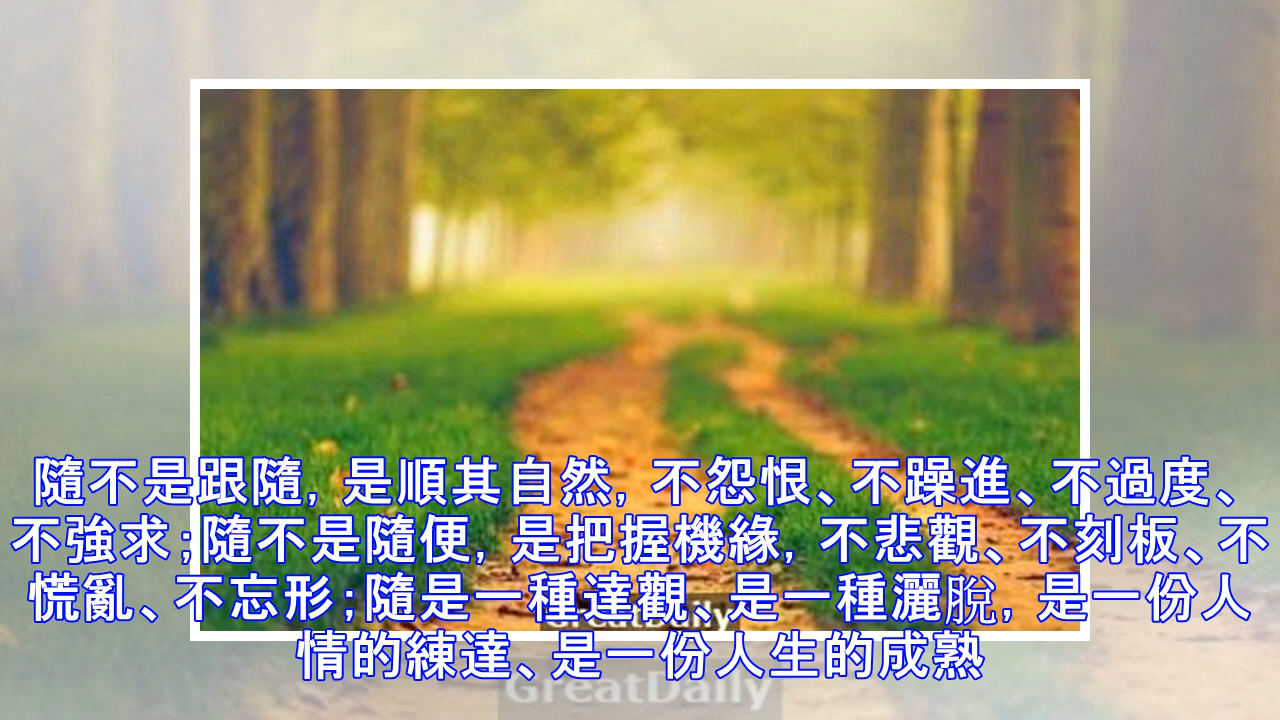 隨不是跟隨, 是順其自然, 不怨恨、不躁進、不過度、
不強求;隨不是隨便, 是把握機緣, 不悲觀、不刻板、不
慌亂、不忘形;隨是一種達觀、是一種灑脫, 是一份人
情的練達、是一份人生的成熟
GreatDaily
GreatDaily